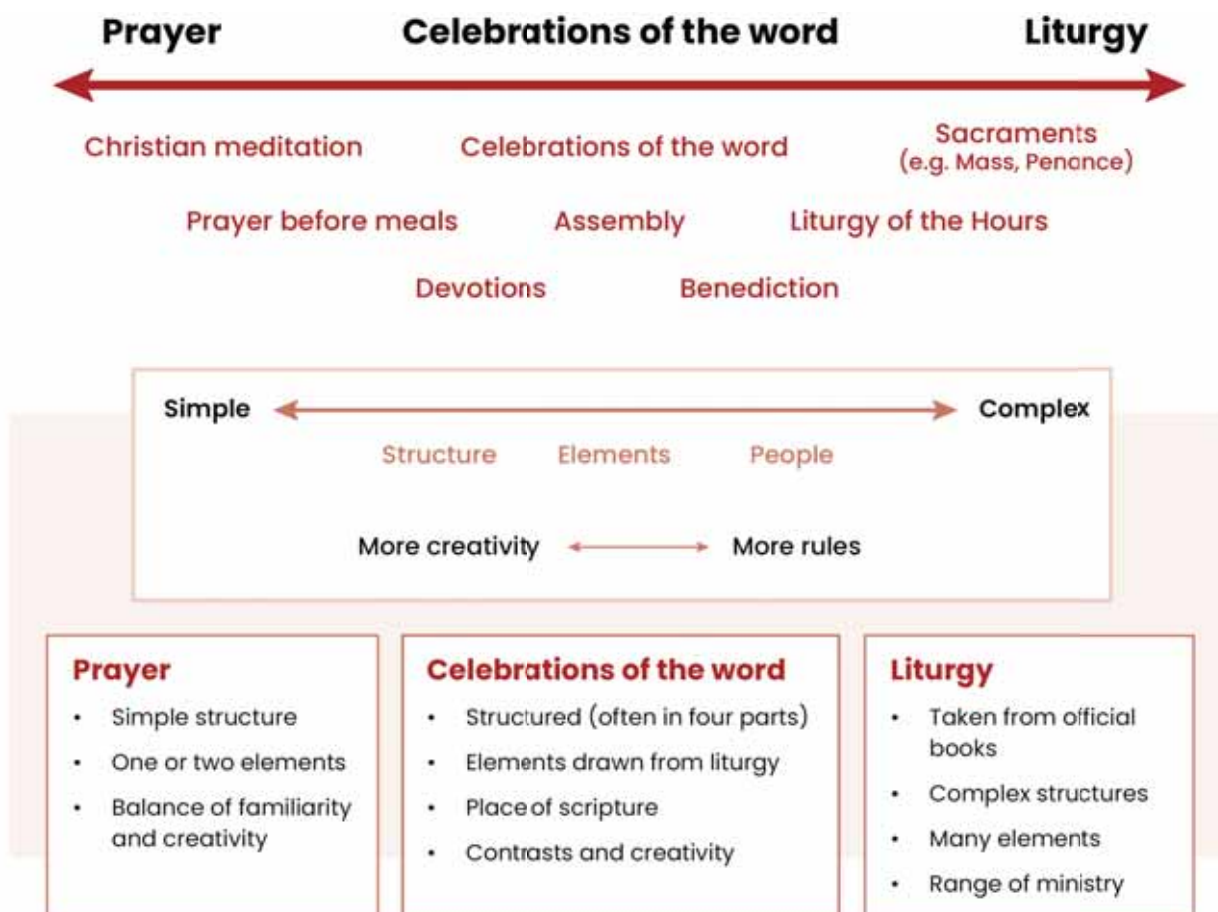 Prayer Celebrations of the word Liturgy
Christian meditation Celebrations of the word Sacraments
(e.g. Mass, Penance)
Prayer before meals Assembly Liturgy of the Hours
Devotions Benediction
Simple Complex
Structure Elements People
More creativity More rules
Prayer
• Simple structure
• One or two elements
• Balance of familiarity
and creativity
Celebrations of the word
• Structured (often in four parts)
• Elements drawn from liturgy
• Place of scripture
• Contrasts and creativity
Liturgy
• Taken from official
books
• Complex structures
• Many elements
• Range of ministry